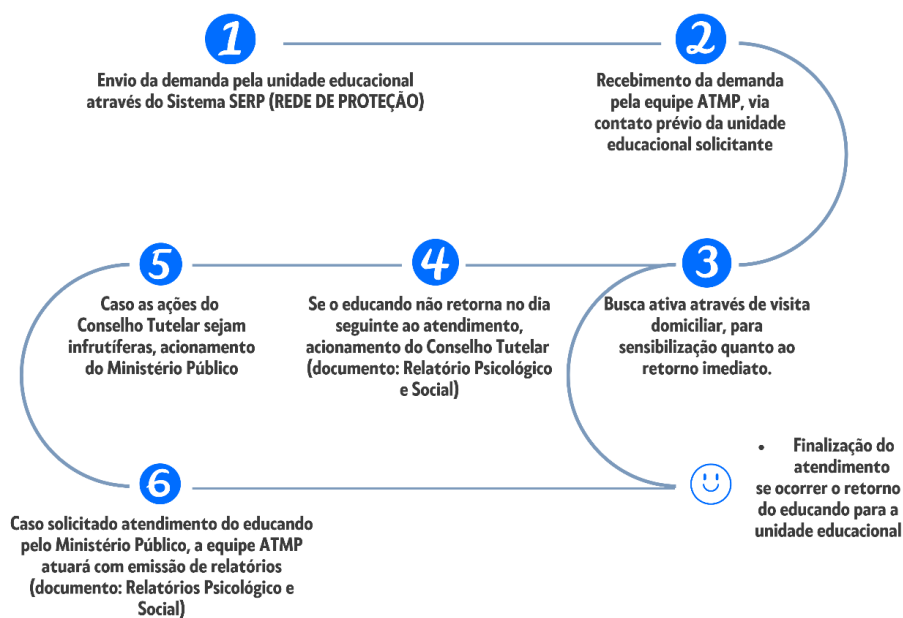 1
Envio da demanda pela unidade educacional
através do Sistema SERP (REDE DE PROTEÇÃO)
2
Recebimento da demanda
pela equipe ATMP, via
contato prévio da unidade
educacional solicitante
3
Busca ativa através de visita
domiciliar, para
sensibilização quanto ao
retorno imediato.
4
Se o educando não retorna no dia
seguinte ao atendimento,
acionamento do Conselho Tutelar
(documento: Relatório Psicológico
e Social)
5
Caso as ações do
Conselho Tutelar sejam
infrutíferas, acionamento
do Ministério Público
6
Caso solicitado atendimento do educando
pelo Ministério Público, a equipe ATMP
atuará com emissão de relatórios
(documento: Relatórios Psicológico e
Social)
• Finalização do
atendimento
se ocorrer o retorno
do educando para a
unidade educacional